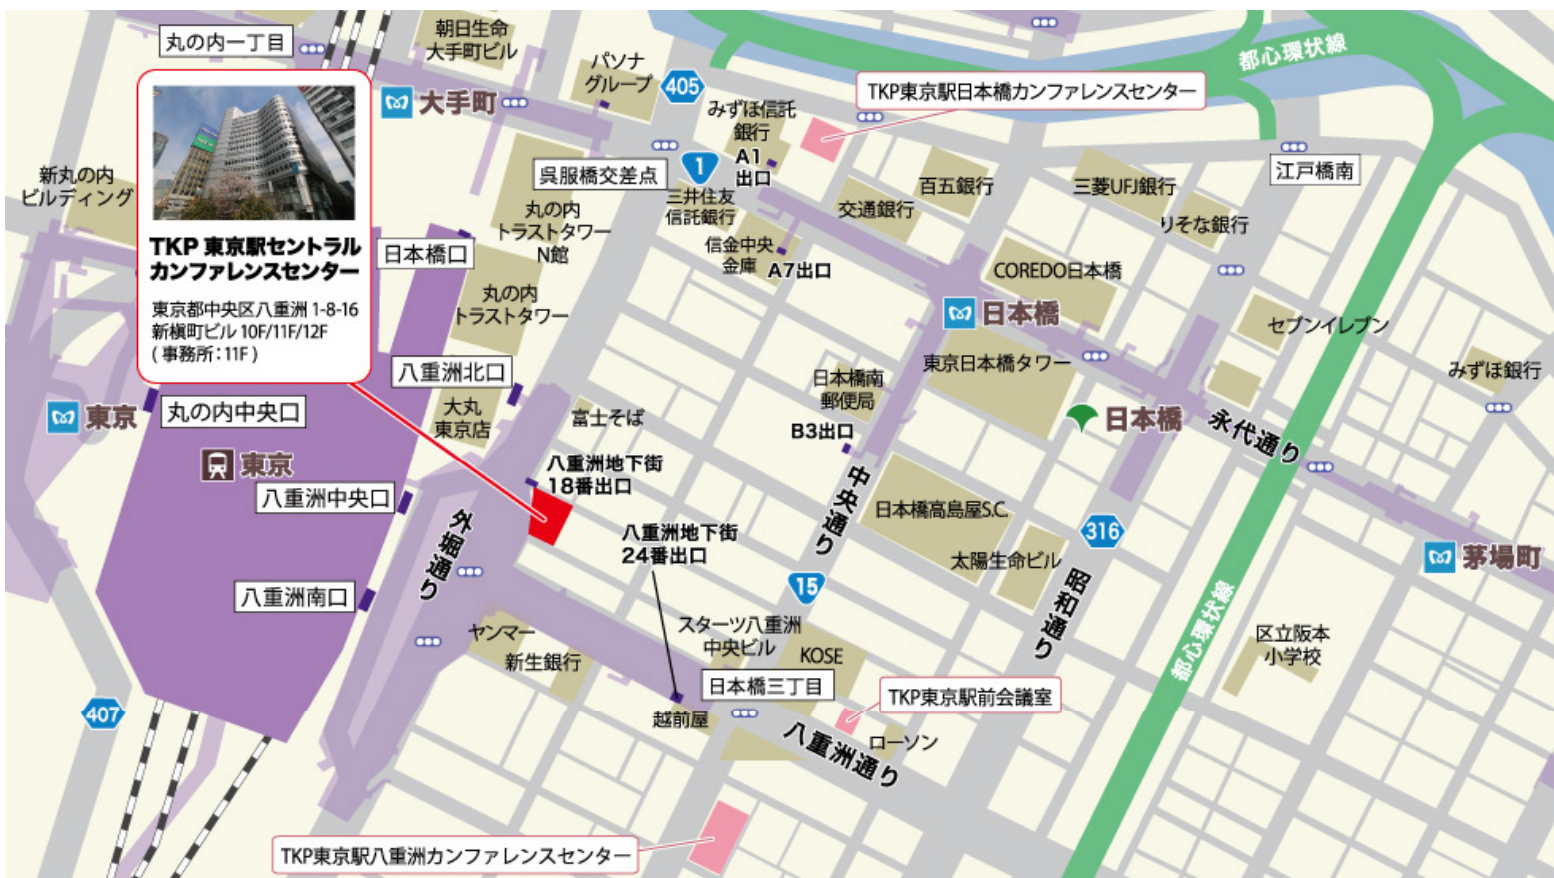 丸の内一丁目
朝日生命
大手町ビル
パソナ
グループ
405
都心環状線
TKP東京駅日本橋カンファレンスセンター
大手町
みずほ信託
銀行
A1
出口
1
呉服橋交差点
江戸橋南
新丸の内
ビルディング
TKP 東京駅セントラル
カンファレンスセンター
東京都中央区八重洲 1-8-16
新槇町ビル 10F/11F/12F
( 事務所：11F )
三井住友
信託銀行
交通銀行
百五銀行
三菱UFJ銀行
りそな銀行
日本橋口
丸の内
トラストタワー
N館
信金中央
金庫
A7出口
COREDO日本橋
丸の内
トラストタワー
日本橋
セブンイレブン
八重洲北口
日本橋南
郵便局
東京日本橋タワー
みずほ銀行
東京
丸の内中央口
大丸
東京店
富士そば
B3出口
日本橋
永代通り
東京
八重洲中央口
八重洲地下街
18番出口
中央通り
日本橋高島屋S.C.
外堀通り
八重洲地下街
24番出口
太陽生命ビル
316
茅場町
八重洲南口
15
昭和通り
都心環状線
ヤンマー
新生銀行
スターツ八重洲
中央ビル
KOSE
区立阪本
小学校
日本橋三丁目
TKP東京駅前会議室
407
越前屋
八重洲通り
ローソン
TKP東京駅八重洲カンファレンスセンター